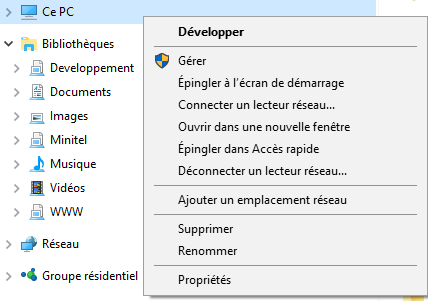 Ce PC
Bibliothèques
Developpement
Documents
Images
Minitel
Musique
Vidéos
WWW
Réseau
Groupe résidentiel
Développer
Gérer
Épingler à l'écran de démarrage
Connecter un lecteur réseau...
Ouvrir dans une nouvelle fenêtre
Épingler dans Accès rapide
Déconnecter un lecteur réseau...
Ajouter un emplacement réseau
Supprimer
Renommer
Propriétés